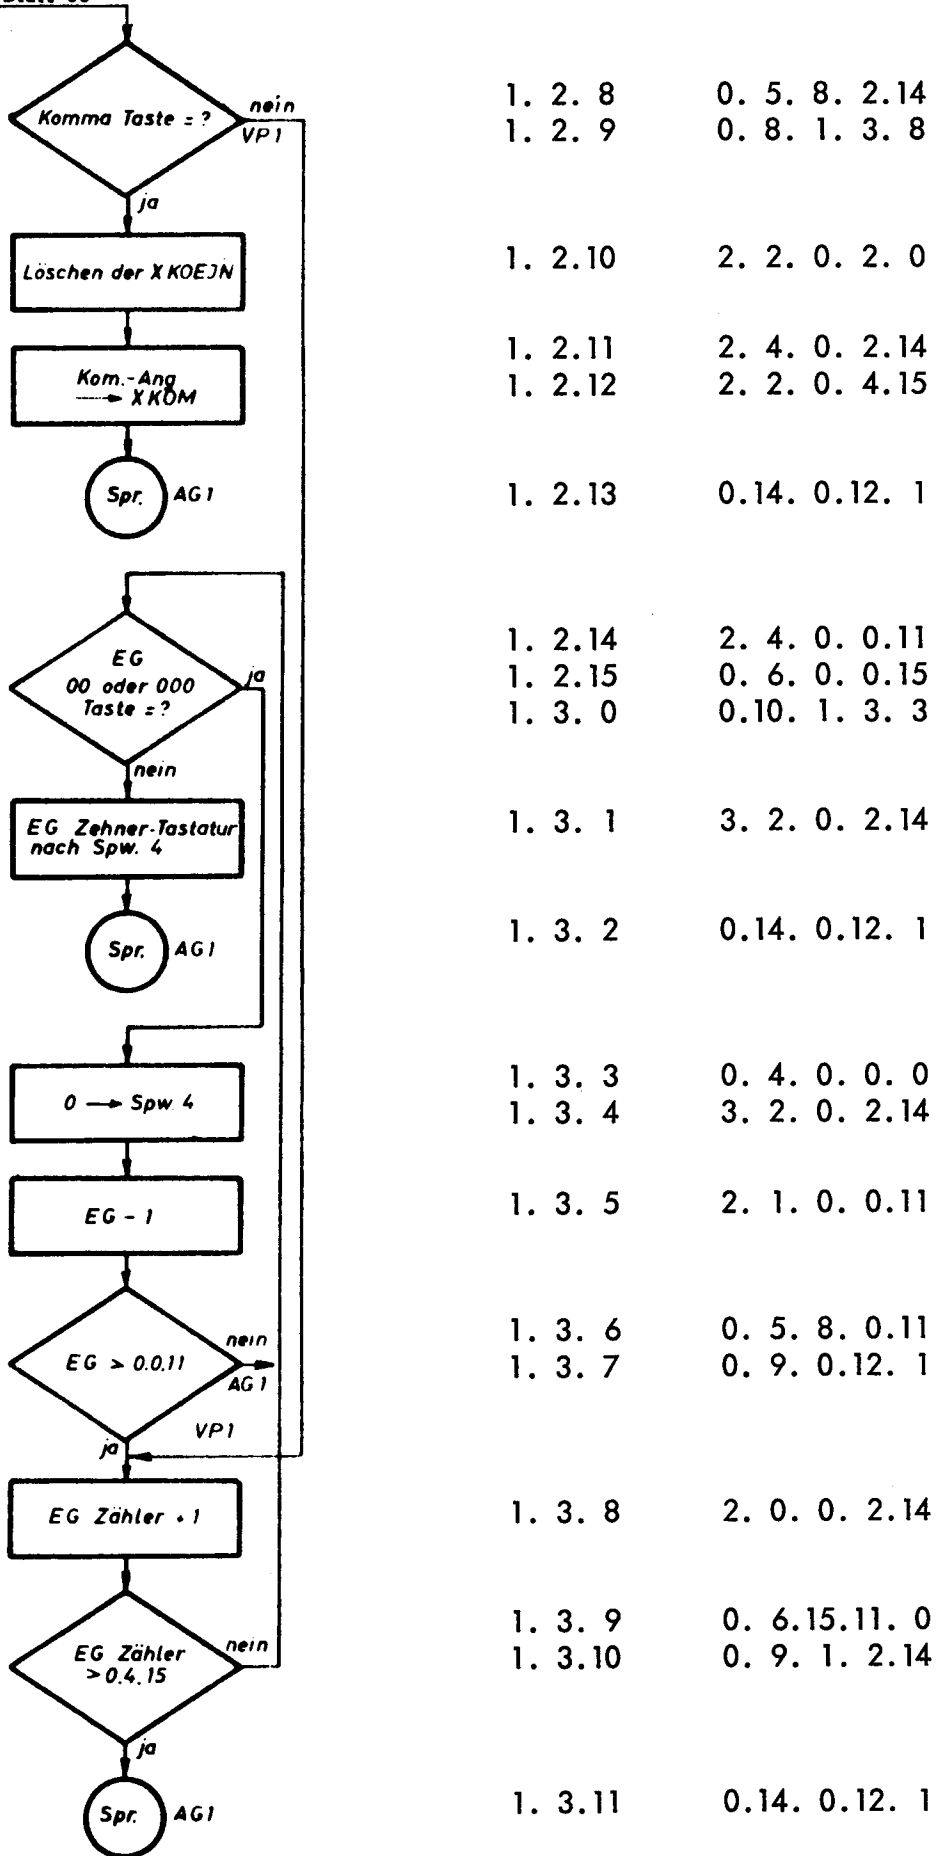 nein
Komma Taste = ?
VP1
1. 2. 8 0. 5. 8. 2.14
1. 2. 9 0. 8. 1. 3. 8
ja
Löschen der XKOEJN
1. 2.10 2. 2. 0. 2. 0
Kom.-Ang
→ XKOM
1. 2.11 2. 4. 0. 2.14
1. 2.12 2. 2. 0. 4.15
Spr. AG1
1. 2.13 0.14. 0.12. 1
EG
00 oder 000
Taste = ?
ja
1. 2.14 2. 4. 0. 0.11
1. 2.15 0. 6. 0. 0.15
1. 3. 0 0.10. 1. 3. 3
nein
EG Zehner-Tastatur
nach Spw. 4
1. 3. 1 3. 2. 0. 2.14
Spr. AG1
1. 3. 2 0.14. 0.12. 1
0 → Spw. 4
1. 3. 3 0. 4. 0. 0. 0
1. 3. 4 3. 2. 0. 2.14
EG - 1
1. 3. 5 2. 1. 0. 0.11
nein
EG > 0.0.11
AG1
1. 3. 6 0. 5. 8. 0.11
1. 3. 7 0. 9. 0.12. 1
VP1
ja
EG Zähler + 1
1. 3. 8 2. 0. 0. 2.14
EG Zähler
> 0.4.15
nein
1. 3. 9 0. 6.15.11. 0
1. 3.10 0. 9. 1. 2.14
ja
Spr. AG1
1. 3.11 0.14. 0.12. 1